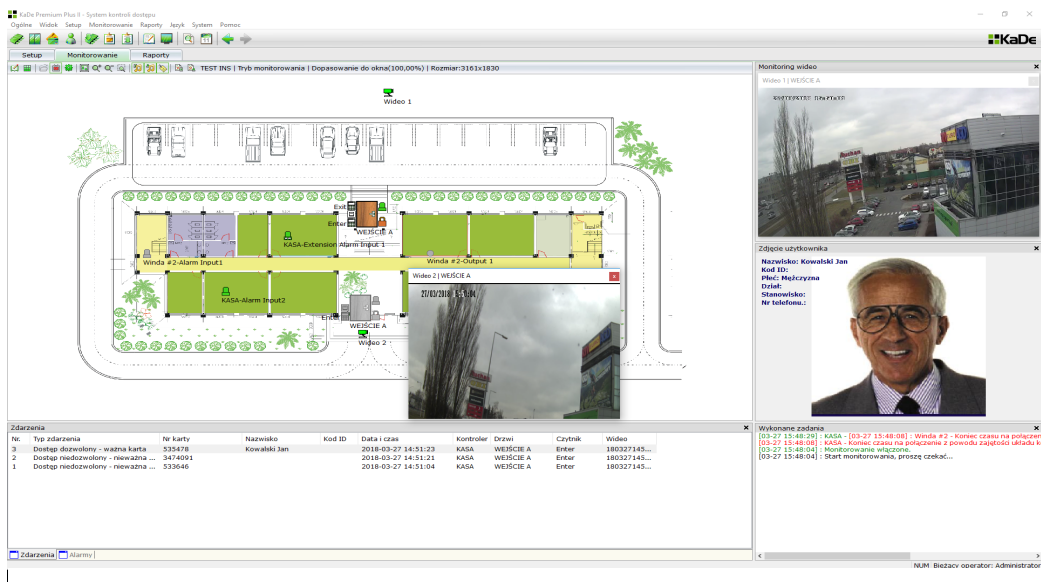 KaDe Premium Plus II - System kontroli dostępu
Ogólne Widok Setup Monitorowanie Raporty Język System Pomoc
KaDe
Setup Monitorowanie Raporty
TEST INS | Tryb monitorowania | Dopasowanie do okna(100,00%) | Rozmiar:3161x1830
Wideo 1
Exit
Enter
WEJŚCIE A
KASA-Extension Alarm Input 1
Winda #2-Alarm Input1
Winda #2-Output 1
KASA-Alarm Input2
Enter
WEJŚCIE A
Wideo 2
Wideo 2 | WEJŚCIE A
27/03/2018
Monitoring wideo
Wideo 1 | WEJŚCIE A
Auchan
Zdjęcie użytkownika
Nazwisko: Kowalski Jan
Kod ID:
Płeć: Mężczyzna
Dział:
Stanowisko:
Nr telefonu.:
Zdarzenia
Nr. Typ zdarzenia Nr karty Nazwisko Kod ID Data i czas Kontroler Drzwi Czytnik Wideo
3 Dostęp dozwolony - ważna karta 535478 Kowalski Jan 2018-03-27 14:51:23 KASA WEJŚCIE A Enter 180327145...
2 Dostęp niedozwolony - nieważna ... 3474091 2018-03-27 14:51:21 KASA WEJŚCIE A Enter 180327145...
1 Dostęp niedozwolony - nieważna ... 533646 2018-03-27 14:51:04 KASA WEJŚCIE A Enter 180327145...
Zdarzenia Alarmy
Wykonane zadania
[03-27 15:48:29] : KASA - [03-27 15:48:08] : Winda #2 - Koniec czasu na połączen
[03-27 15:48:08] : KASA - Koniec czasu na połączenie z powodu zajętości układu k
[03-27 15:48:04] : Monitorowanie włączone.
[03-27 15:48:04] : Start monitorowania, proszę czekać...
NUM Bieżący operator: Administrator